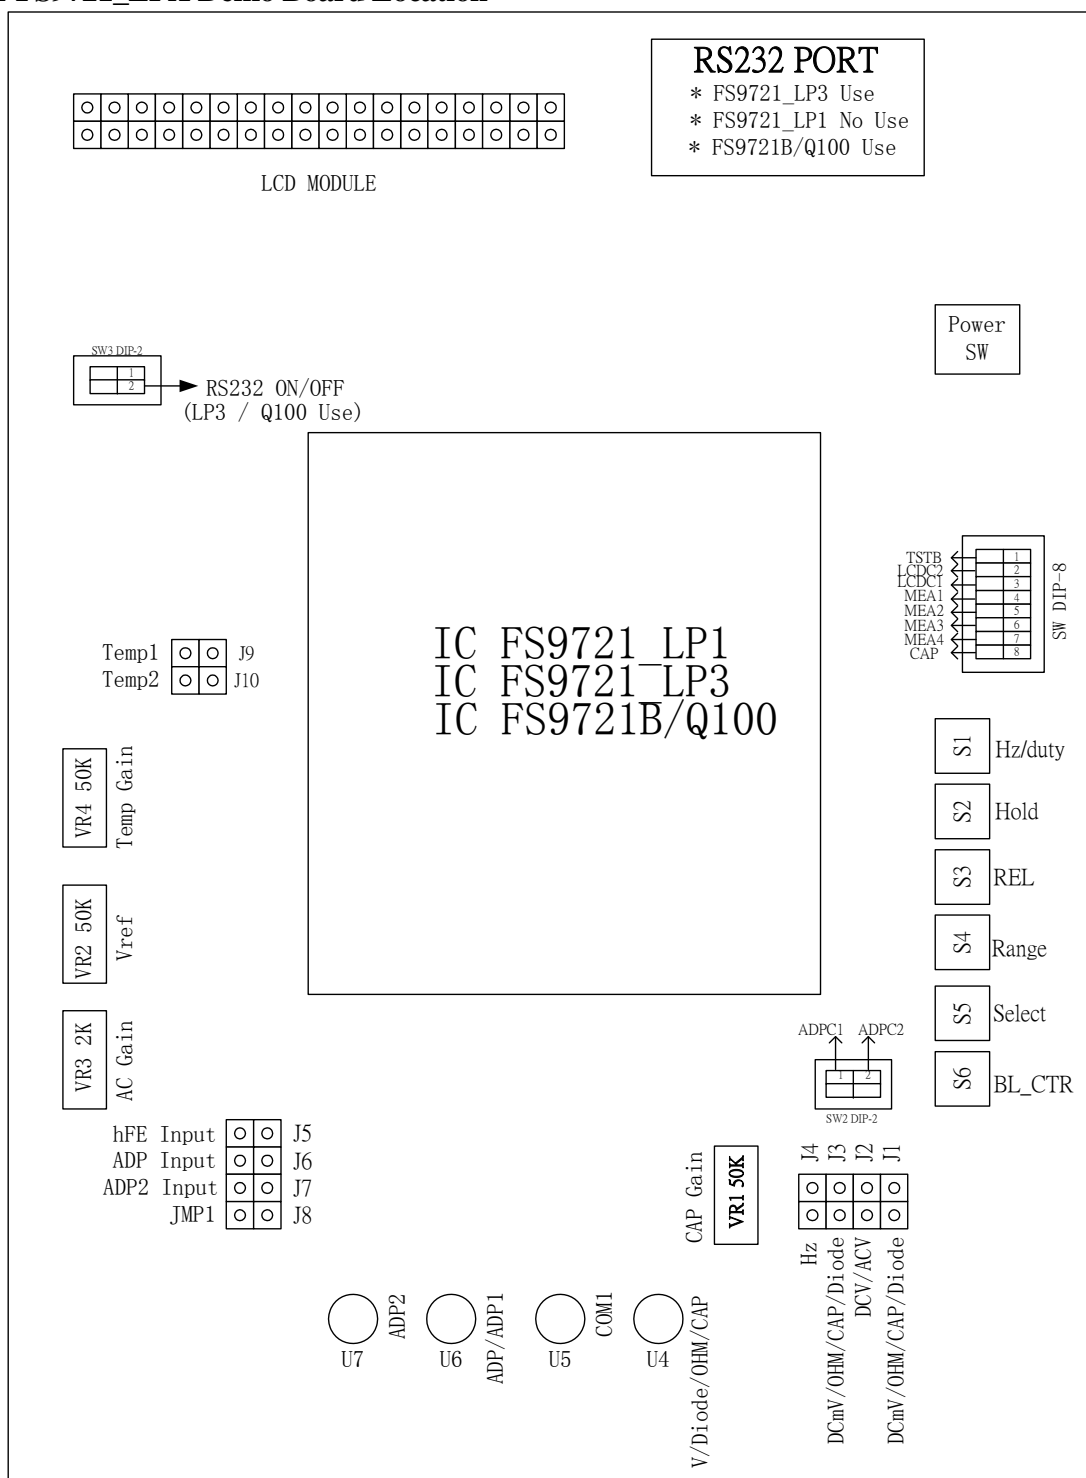 RS232 PORT
* FS9721_LP3 Use
* FS9721_LP1 No Use
* FS9721B/Q100 Use
LCD MODULE
Power
SW
SW3 DIP-2
1
2
RS232 ON/OFF
(LP3 / Q100 Use)
IC FS9721_LP1
IC FS9721_LP3
IC FS9721B/Q100
TSTB 1
LCDC2 2
LCDC1 3
MEA1 4
MEA2 5
MEA3 6
MEA4 7
CAP 8
SW DIP-8
Temp1 J9
Temp2 J10
S1 Hz/duty
S2 Hold
S3 REL
S4 Range
S5 Select
S6 BL_CTR
VR4 50K Temp Gain
VR2 50K Vref
VR3 2K AC Gain
ADPC1 ADPC2
1 2
SW2 DIP-2
hFE Input J5
ADP Input J6
ADP2 Input J7
JMP1 J8
CAP Gain VR1 50K
J4 J3 J2 J1
Hz
DCmV/OHM/CAP/Diode
DCV/ACV
DCmV/OHM/CAP/Diode
U7 ADP2
U6 ADP/ADP1
U5 COM1
U4 V/Diode/OHM/CAP